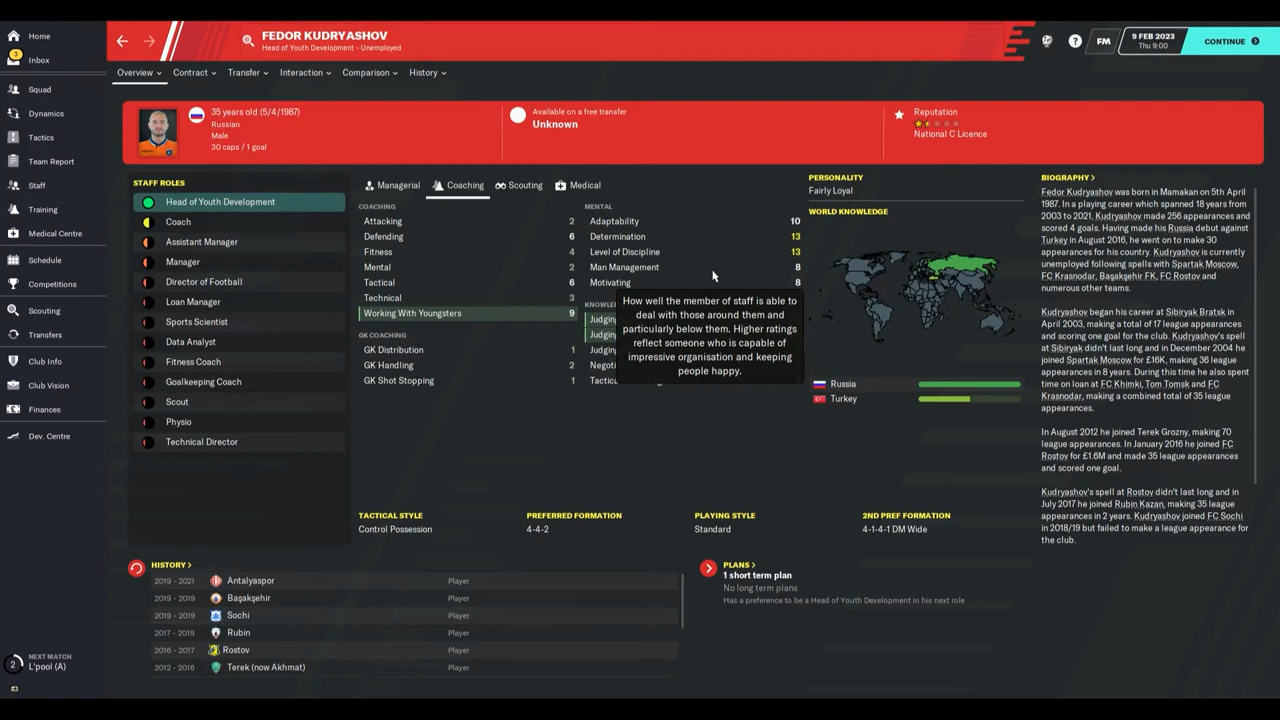 Home
3
Inbox
Squad
Dynamics
Tactics
Team Report
Staff
Training
Medical Centre
Schedule
Competitions
Scouting
Transfers
Club Info
Club Vision
Finances
Dev. Centre
2
NEXT MATCH
L'pool (A)
FEDOR KUDRYASHOV
Head of Youth Development - Unemployed
?
FM
9 FEB 2023
Thu 9:00
CONTINUE
Overview
Contract
Transfer
Interaction
Comparison
History
35 years old (5/4/1987)
Russian
Male
30 caps / 1 goal
Available on a free transfer
Unknown
Reputation
National C Licence
STAFF ROLES
Head of Youth Development
Coach
Assistant Manager
Manager
Director of Football
Loan Manager
Sports Scientist
Data Analyst
Fitness Coach
Goalkeeping Coach
Scout
Physio
Technical Director
Managerial
Coaching
Scouting
Medical
COACHING
Attacking 2
Defending 6
Fitness 4
Mental 2
Tactical 6
Technical 3
Working With Youngsters 9
GK COACHING
GK Distribution 1
GK Handling 2
GK Shot Stopping 1
MENTAL
Adaptability 10
Determination 13
Level of Discipline 13
Man Management 8
Motivating 8
Judging
Judging
Judging
How well the member of staff is able to
deal with those around them and
particularly below them. Higher ratings
reflect someone who is capable of
impressive organisation and keeping
people happy.
PERSONALITY
Fairly Loyal
WORLD KNOWLEDGE
Russia
Turkey
BIOGRAPHY >
Fedor Kudryashov was born in Mamakan on 5th April
1987. In a playing career which spanned 18 years from
2003 to 2021, Kudryashov made 256 appearances and
scored 4 goals. Having made his Russia debut against
Turkey in August 2016, he went on to make 30
appearances for his country. Kudryashov is currently
unemployed following spells with Spartak Moscow,
FC Krasnodar, Başakşehir FK, FC Rostov and
numerous other teams.
Kudryashov began his career at Sibiryak Bratsk in
April 2003, making a total of 17 league appearances
and scoring one goal for the club. Kudryashov's spell
at Sibiryak didn't last long and in December 2004 he
joined Spartak Moscow for £16K, making 36 league
appearances in 8 years. During this time he also spent
time on loan at FC Khimki, Tom Tomsk and FC
Krasnodar, making a combined total of 35 league
appearances.
In August 2012 he joined Terek Grozny, making 70
league appearances. In January 2016 he joined FC
Rostov for £1.6M and made 35 league appearances
and scored one goal.
Kudryashov's spell at Rostov didn't last long and in
July 2017 he joined Rubin Kazan, making 35 league
appearances in 2 years. Kudryashov joined FC Sochi
in 2018/19 but failed to make a league appearance for
the club.
TACTICAL STYLE
Control Possession
PREFERRED FORMATION
4-4-2
PLAYING STYLE
Standard
2ND PREF FORMATION
4-1-4-1 DM Wide
HISTORY >
2019 - 2021 Antalyaspor Player
2019 - 2019 Başakşehir Player
2019 - 2019 Sochi Player
2017 - 2019 Rubin Player
2016 - 2017 Rostov Player
2012 - 2016 Terek (now Akhmat) Player
PLANS >
1 short term plan
No long term plans
Has a preference to be a Head of Youth Development in his next role